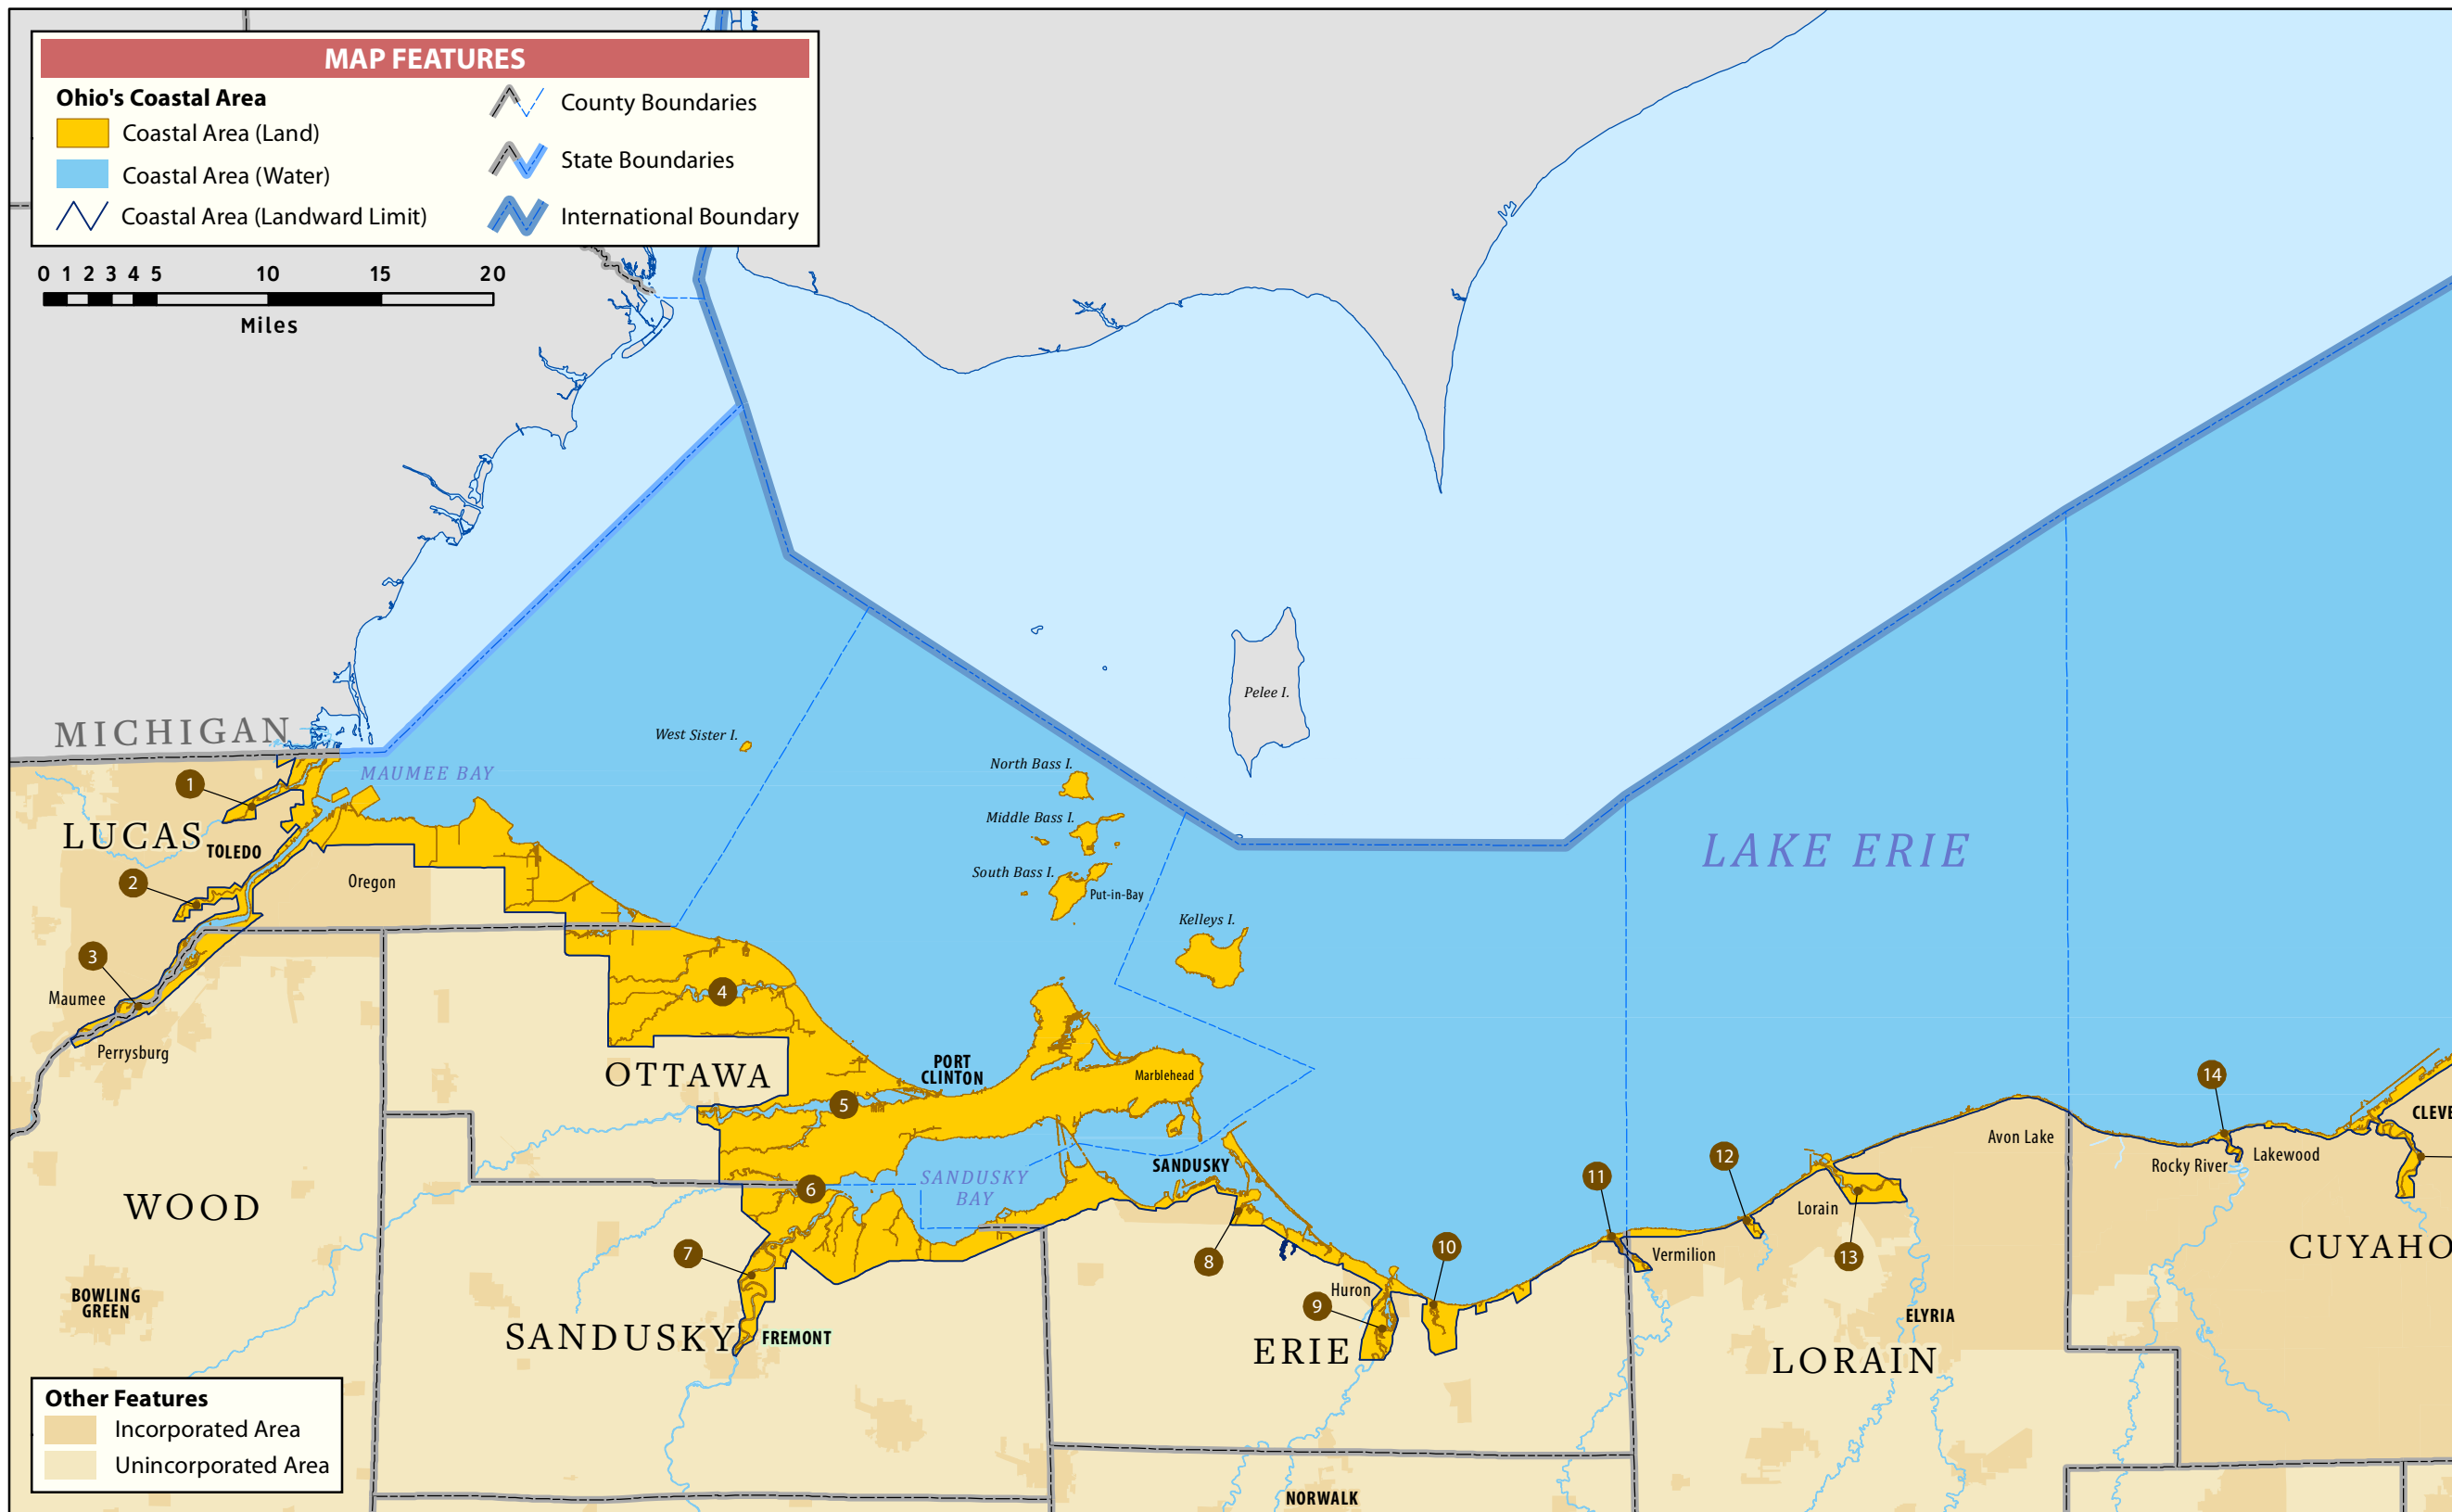 MAP FEATURES
Ohio's Coastal Area
Coastal Area (Land)
Coastal Area (Water)
Coastal Area (Landward Limit)
County Boundaries
State Boundaries
International Boundary
0 1 2 3 4 5 10 15 20
Miles
MICHIGAN
MAUMEE BAY
West Sister I.
Pelee I.
North Bass I.
Middle Bass I.
South Bass I.
Put-in-Bay
Kelleys I.
LAKE ERIE
1
LUCAS
TOLEDO
2
Oregon
3
Maumee
Perrysburg
4
OTTAWA
PORT
CLINTON
Marblehead
5
6
SANDUSKY
BAY
SANDUSKY
7
8
WOOD
BOWLING
GREEN
SANDUSKY
FREMONT
Huron
9
10
ERIE
11
Vermilion
12
Lorain
13
Avon Lake
14
Rocky River
Lakewood
CLEVE
CUYAHO
ELYRIA
LORAIN
NORWALK
Other Features
Incorporated Area
Unincorporated Area